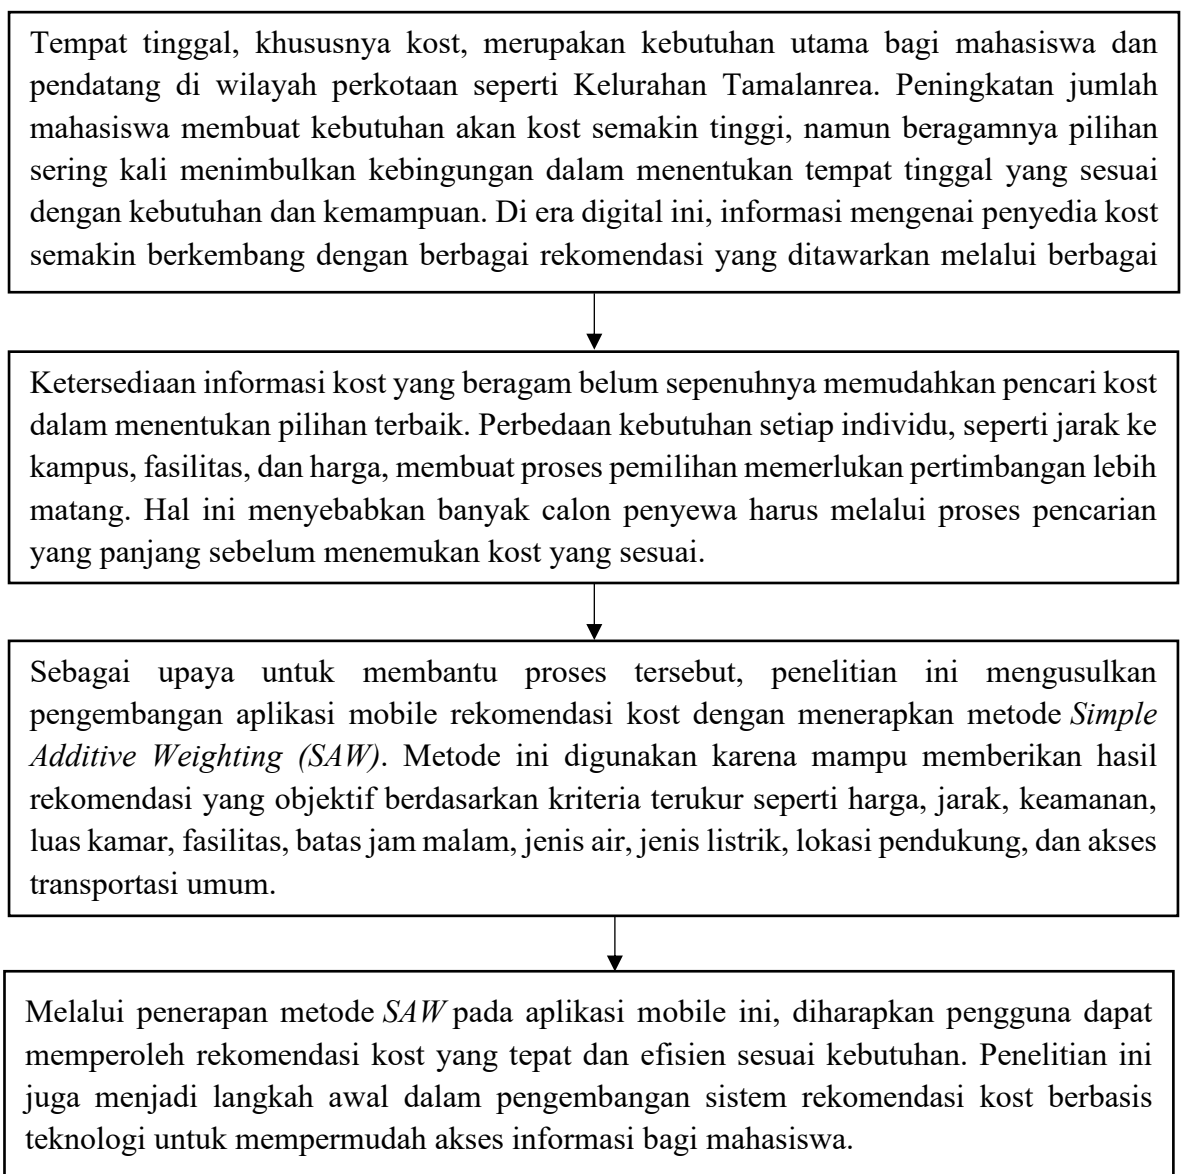 Tempat tinggal, khususnya kost, merupakan kebutuhan utama bagi mahasiswa dan
pendatang di wilayah perkotaan seperti Kelurahan Tamalanrea. Peningkatan jumlah
mahasiswa membuat kebutuhan akan kost semakin tinggi, namun beragamnya pilihan
sering kali menimbulkan kebingungan dalam menentukan tempat tinggal yang sesuai
dengan kebutuhan dan kemampuan. Di era digital ini, informasi mengenai penyedia kost
semakin berkembang dengan berbagai rekomendasi yang ditawarkan melalui berbagai
Ketersediaan informasi kost yang beragam belum sepenuhnya memudahkan pencari kost
dalam menentukan pilihan terbaik. Perbedaan kebutuhan setiap individu, seperti jarak ke
kampus, fasilitas, dan harga, membuat proses pemilihan memerlukan pertimbangan lebih
matang. Hal ini menyebabkan banyak calon penyewa harus melalui proses pencarian
yang panjang sebelum menemukan kost yang sesuai.
Sebagai upaya untuk membantu proses tersebut, penelitian ini mengusulkan
pengembangan aplikasi mobile rekomendasi kost dengan menerapkan metode Simple
Additive Weighting (SAW). Metode ini digunakan karena mampu memberikan hasil
rekomendasi yang objektif berdasarkan kriteria terukur seperti harga, jarak, keamanan,
luas kamar, fasilitas, batas jam malam, jenis air, jenis listrik, lokasi pendukung, dan akses
transportasi umum.
Melalui penerapan metode SAW pada aplikasi mobile ini, diharapkan pengguna dapat
memperoleh rekomendasi kost yang tepat dan efisien sesuai kebutuhan. Penelitian ini
juga menjadi langkah awal dalam pengembangan sistem rekomendasi kost berbasis
teknologi untuk mempermudah akses informasi bagi mahasiswa.